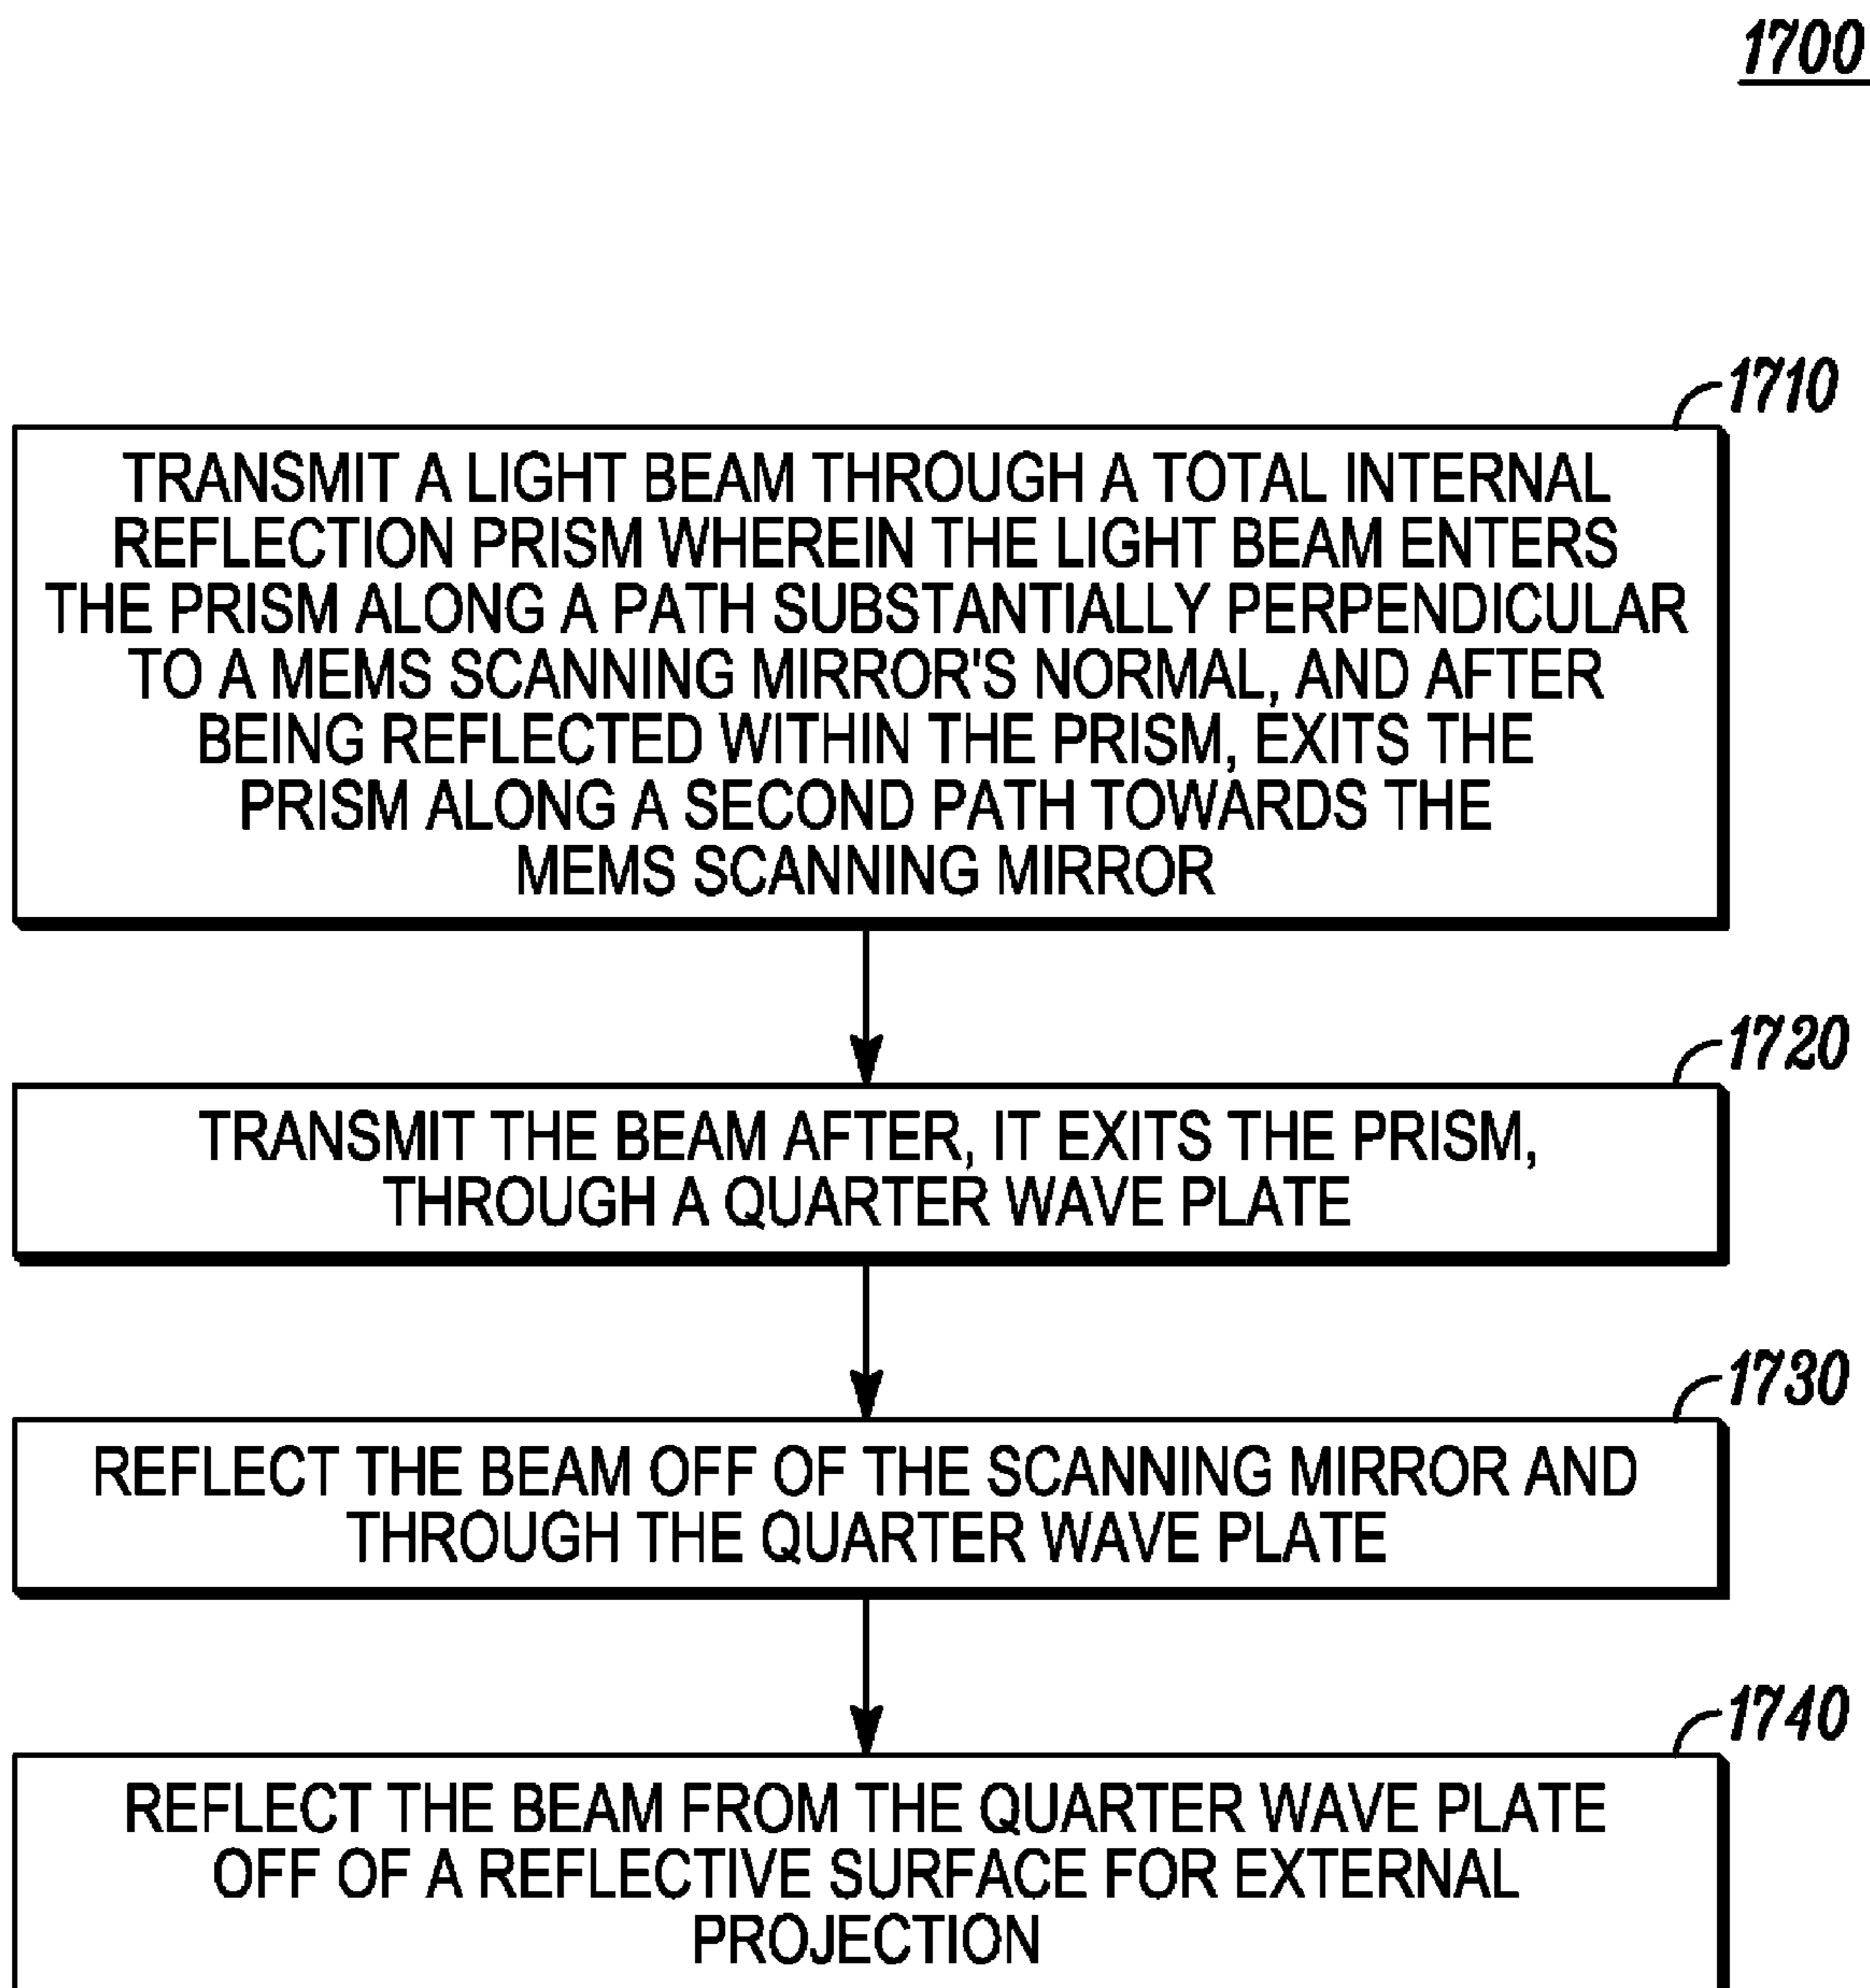 1700
1710
TRANSMIT A LIGHT BEAM THROUGH A TOTAL INTERNAL
REFLECTION PRISM WHEREIN THE LIGHT BEAM ENTERS
THE PRISM ALONG A PATH SUBSTANTIALLY PERPENDICULAR
TO A MEMS SCANNING MIRROR'S NORMAL, AND AFTER
BEING REFLECTED WITHIN THE PRISM, EXITS THE
PRISM ALONG A SECOND PATH TOWARDS THE
MEMS SCANNING MIRROR
1720
TRANSMIT THE BEAM AFTER, IT EXITS THE PRISM,
THROUGH A QUARTER WAVE PLATE
1730
REFLECT THE BEAM OFF OF THE SCANNING MIRROR AND
THROUGH THE QUARTER WAVE PLATE
1740
REFLECT THE BEAM FROM THE QUARTER WAVE PLATE
OFF OF A REFLECTIVE SURFACE FOR EXTERNAL
PROJECTION